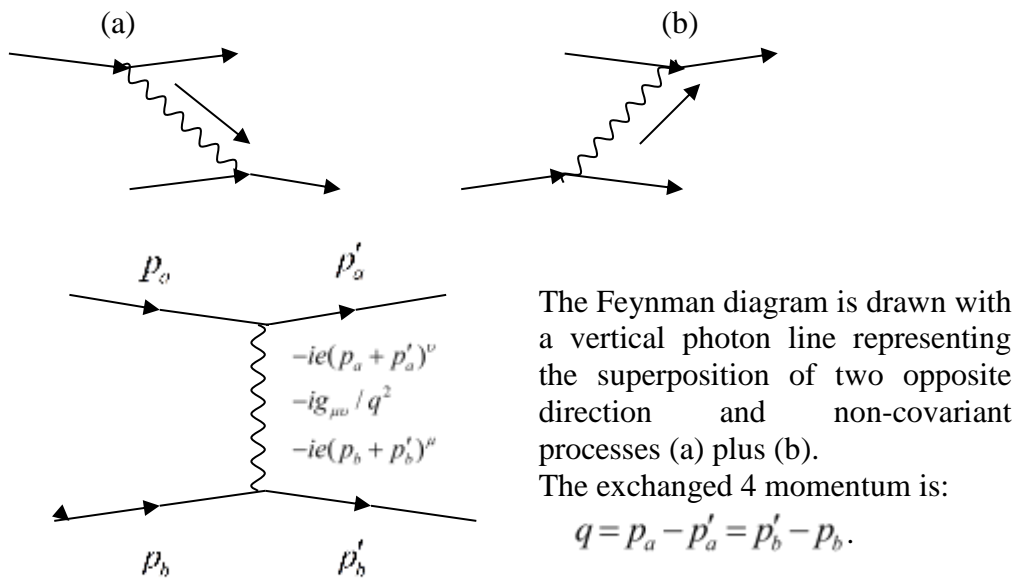 (a) (b)
p_a p'_a
-ie(p_a + p'_a)^ν
-ig_{μν} / q^2
-ie(p_b + p'_b)^μ
p_b p'_b
The Feynman diagram is drawn with
a vertical photon line representing
the superposition of two opposite
direction and non-covariant
processes (a) plus (b).
The exchanged 4 momentum is:
q = p_a - p'_a = p'_b - p_b.